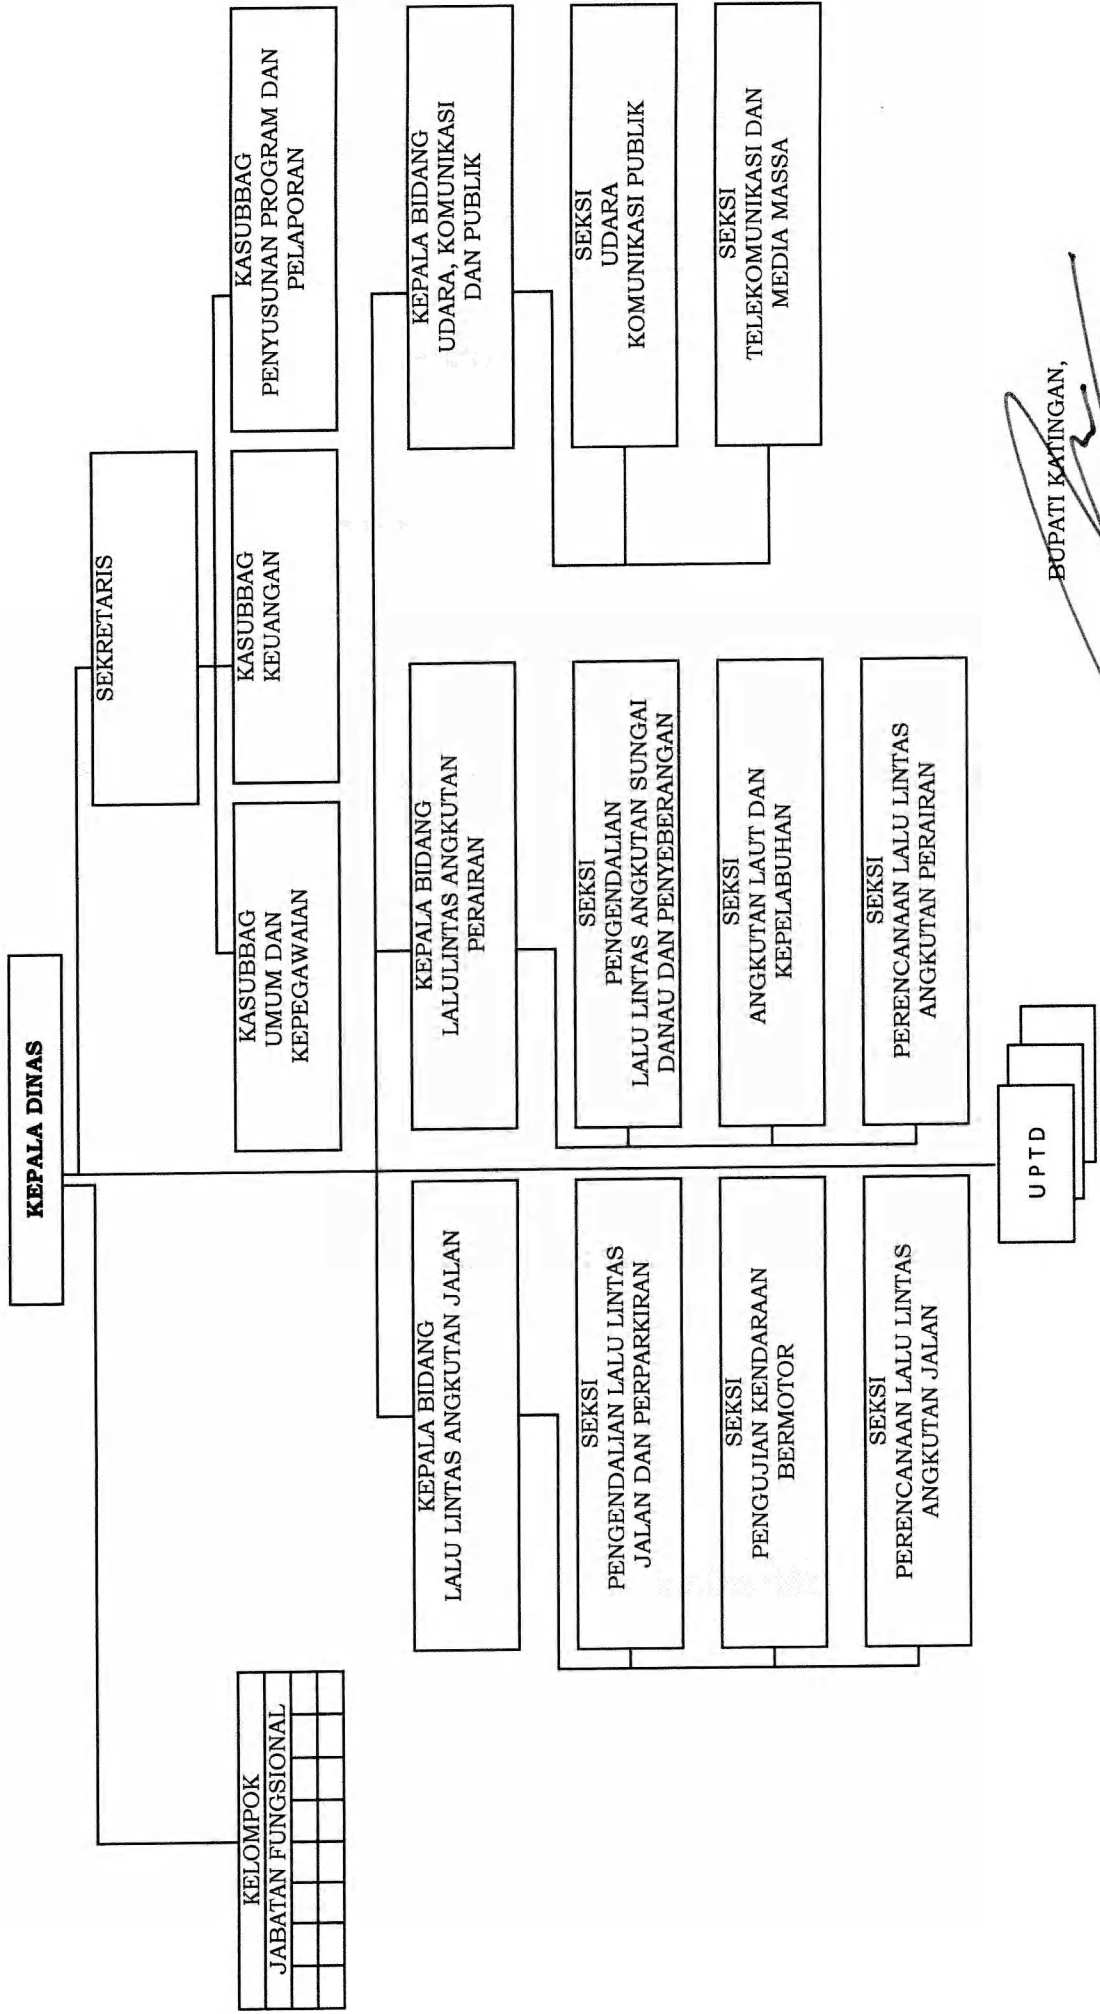 KEPALA DINAS
SEKRETARIS
KELOMPOK
JABATAN FUNGSIONAL
KASUBBAG
UMUM DAN
KEPEGAWAIAN
KASUBBAG
KEUANGAN
KASUBBAG
PENYUSUNAN PROGRAM DAN
PELAPORAN
KEPALA BIDANG
LALU LINTAS ANGKUTAN JALAN
KEPALA BIDANG
LALULINTAS ANGKUTAN
PERAIRAN
KEPALA BIDANG
UDARA, KOMUNIKASI
DAN PUBLIK
SEKSI
PENGENDALIAN LALU LINTAS
JALAN DAN PERPARKIRAN
SEKSI
PENGENDALIAN
LALU LINTAS ANGKUTAN SUNGAI
DANAU DAN PENYEBERANGAN
SEKSI
UDARA
KOMUNIKASI PUBLIK
SEKSI
PENGUJIAN KENDARAAN
BERMOTOR
SEKSI
ANGKUTAN LAUT DAN
KEPELABUHAN
SEKSI
TELEKOMUNIKASI DAN
MEDIA MASSA
SEKSI
PERENCANAAN LALU LINTAS
ANGKUTAN JALAN
SEKSI
PERENCANAAN LALU LINTAS
ANGKUTAN PERAIRAN
UPTD
BUPATI KATINGAN,